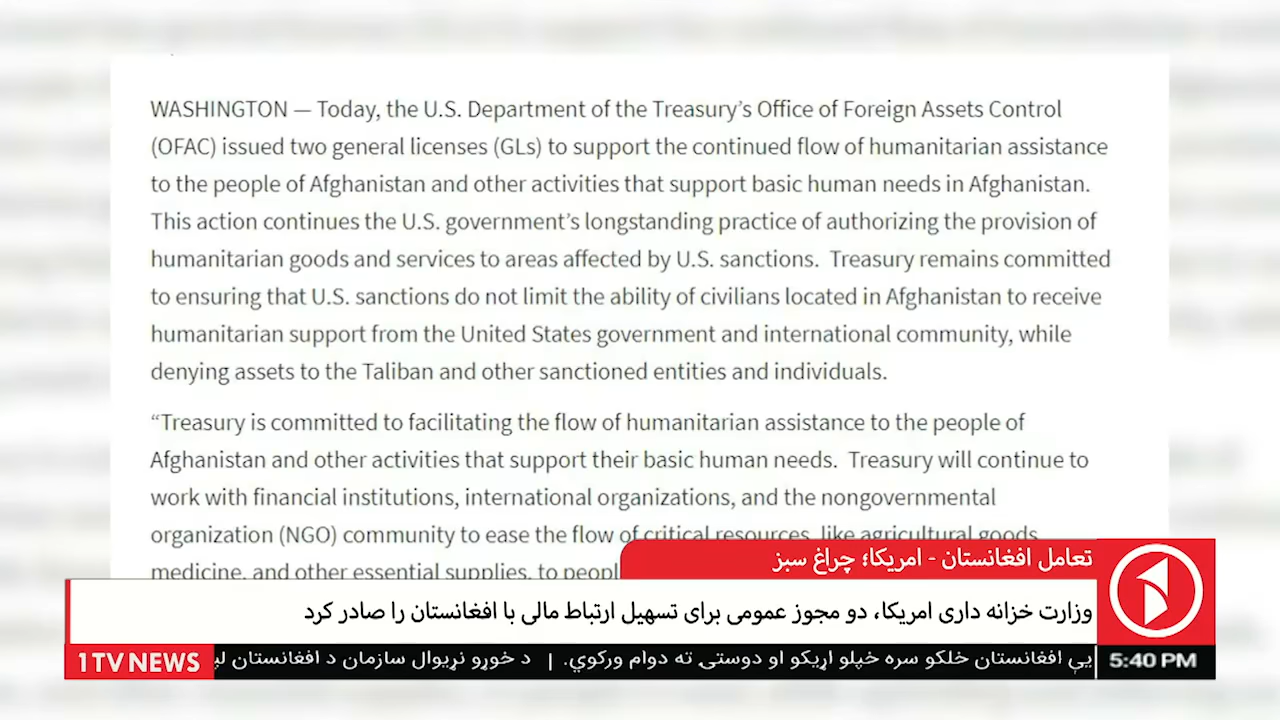 WASHINGTON — Today, the U.S. Department of the Treasury’s Office of Foreign Assets Control
(OFAC) issued two general licenses (GLs) to support the continued flow of humanitarian assistance
to the people of Afghanistan and other activities that support basic human needs in Afghanistan.
This action continues the U.S. government’s longstanding practice of authorizing the provision of
humanitarian goods and services to areas affected by U.S. sanctions.  Treasury remains committed
to ensuring that U.S. sanctions do not limit the ability of civilians located in Afghanistan to receive
humanitarian support from the United States government and international community, while
denying assets to the Taliban and other sanctioned entities and individuals.
“Treasury is committed to facilitating the flow of humanitarian assistance to the people of
Afghanistan and other activities that support their basic human needs.  Treasury will continue to
work with financial institutions, international organizations, and the nongovernmental
organization (NGO) community to ease the flow of critical resources, like agricultural goods,
medicine, and other essential supplies, to peopl
تعامل افغانستان - امریکا؛ چراغ سبز
وزارت خزانه داری امریکا، دو مجوز عمومی برای تسهیل ارتباط مالی با افغانستان را صادر کرد
یې افغانستان خلکو سره خپلو اړیکو او دوستۍ ته دوام ورکوي. | د خوړو نړیوال سازمان د افغانستان
1TV NEWS
5:40 PM